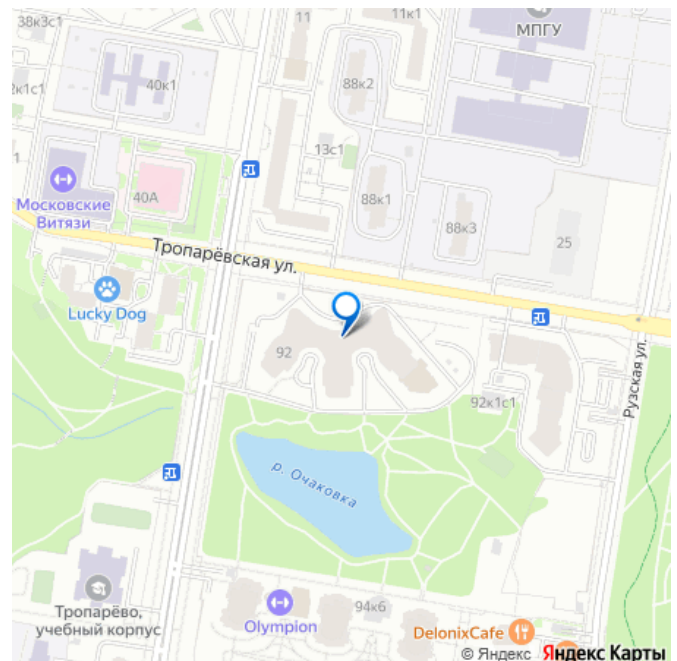 38к3с1
11
11к1
МПГУ
40к1
88к2
2к1с1
13с1
1
40А
88к1
88к3
25
Московские
Витязи
Тропарёвская ул.
Lucky Dog
92
92к1с1
Рузская ул.
р. Очаковка
Тропарёво,
учебный корпус
Olympion
94к6
DelonixCafe
© Яндекс Яндекс Карты